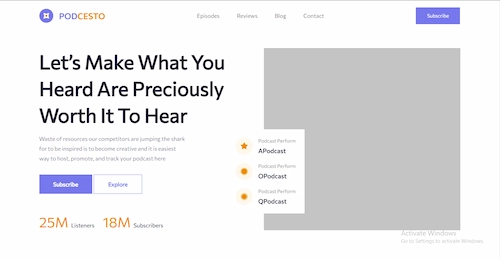 PODCESTO
Episodes
Reviews
Blog
Contact
Subscribe
Let's Make What You
Heard Are Preciously
Worth It To Hear
Waste of resources our competitors are jumping the shark
For to be inspired is to become creative and it is easiest
way to host, promote, and track your podcast here
Subscribe
Explore
25M Listeners
18M Subscribers
Podcast Perform
APodcast
Podcast Perform
OPodcast
Podcast Perform
QPodcast
Activate Windows
Go to Settings to activate Windows.